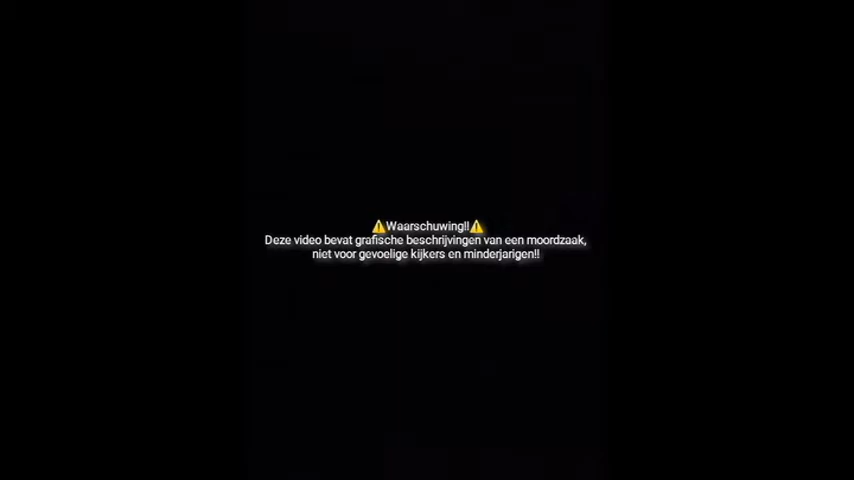 ⚠️Waarschuwing!!⚠️
Deze video bevat grafische beschrijvingen van een moordzaak,
niet voor gevoelige kijkers en minderjarigen!!